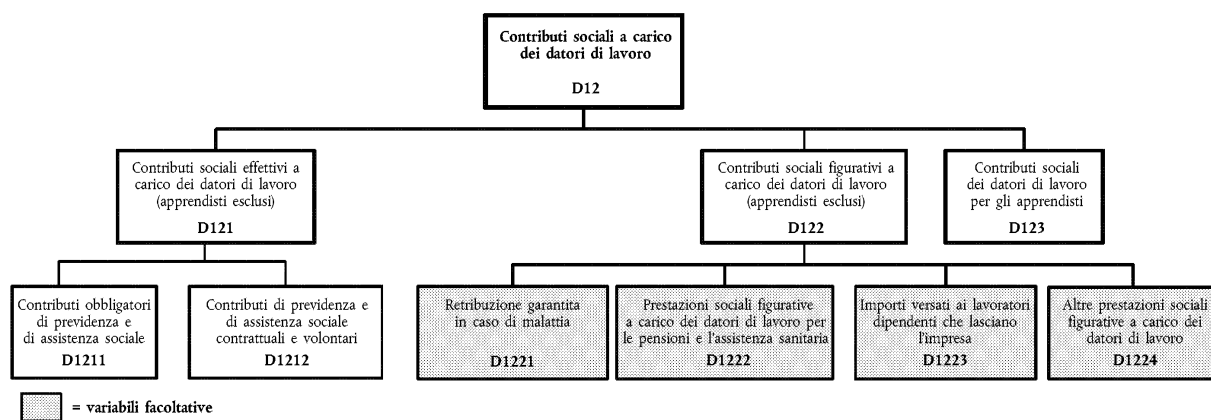 Contributi sociali a carico
dei datori di lavoro
D12
Contributi sociali effettivi a
carico dei datori di lavoro
(apprendisti esclusi)
D121
Contributi sociali figurativi a
carico dei datori di lavoro
(apprendisti esclusi)
D122
Contributi sociali
dei datori di lavoro
per gli apprendisti
D123
Contributi obbligatori
di previdenza e
di assistenza sociale
D1211
Contributi di previdenza e
di assistenza sociale
contrattuali e volontari
D1212
Retribuzione garantita
in caso di malattia
D1221
Prestazioni sociali figurative
a carico dei datori di lavoro per
le pensioni e l'assistenza sanitaria
D1222
Importi versati ai lavoratori
dipendenti che lasciano
l'impresa
D1223
Altre prestazioni sociali
figurative a carico dei
datori di lavoro
D1224
= variabili facoltative